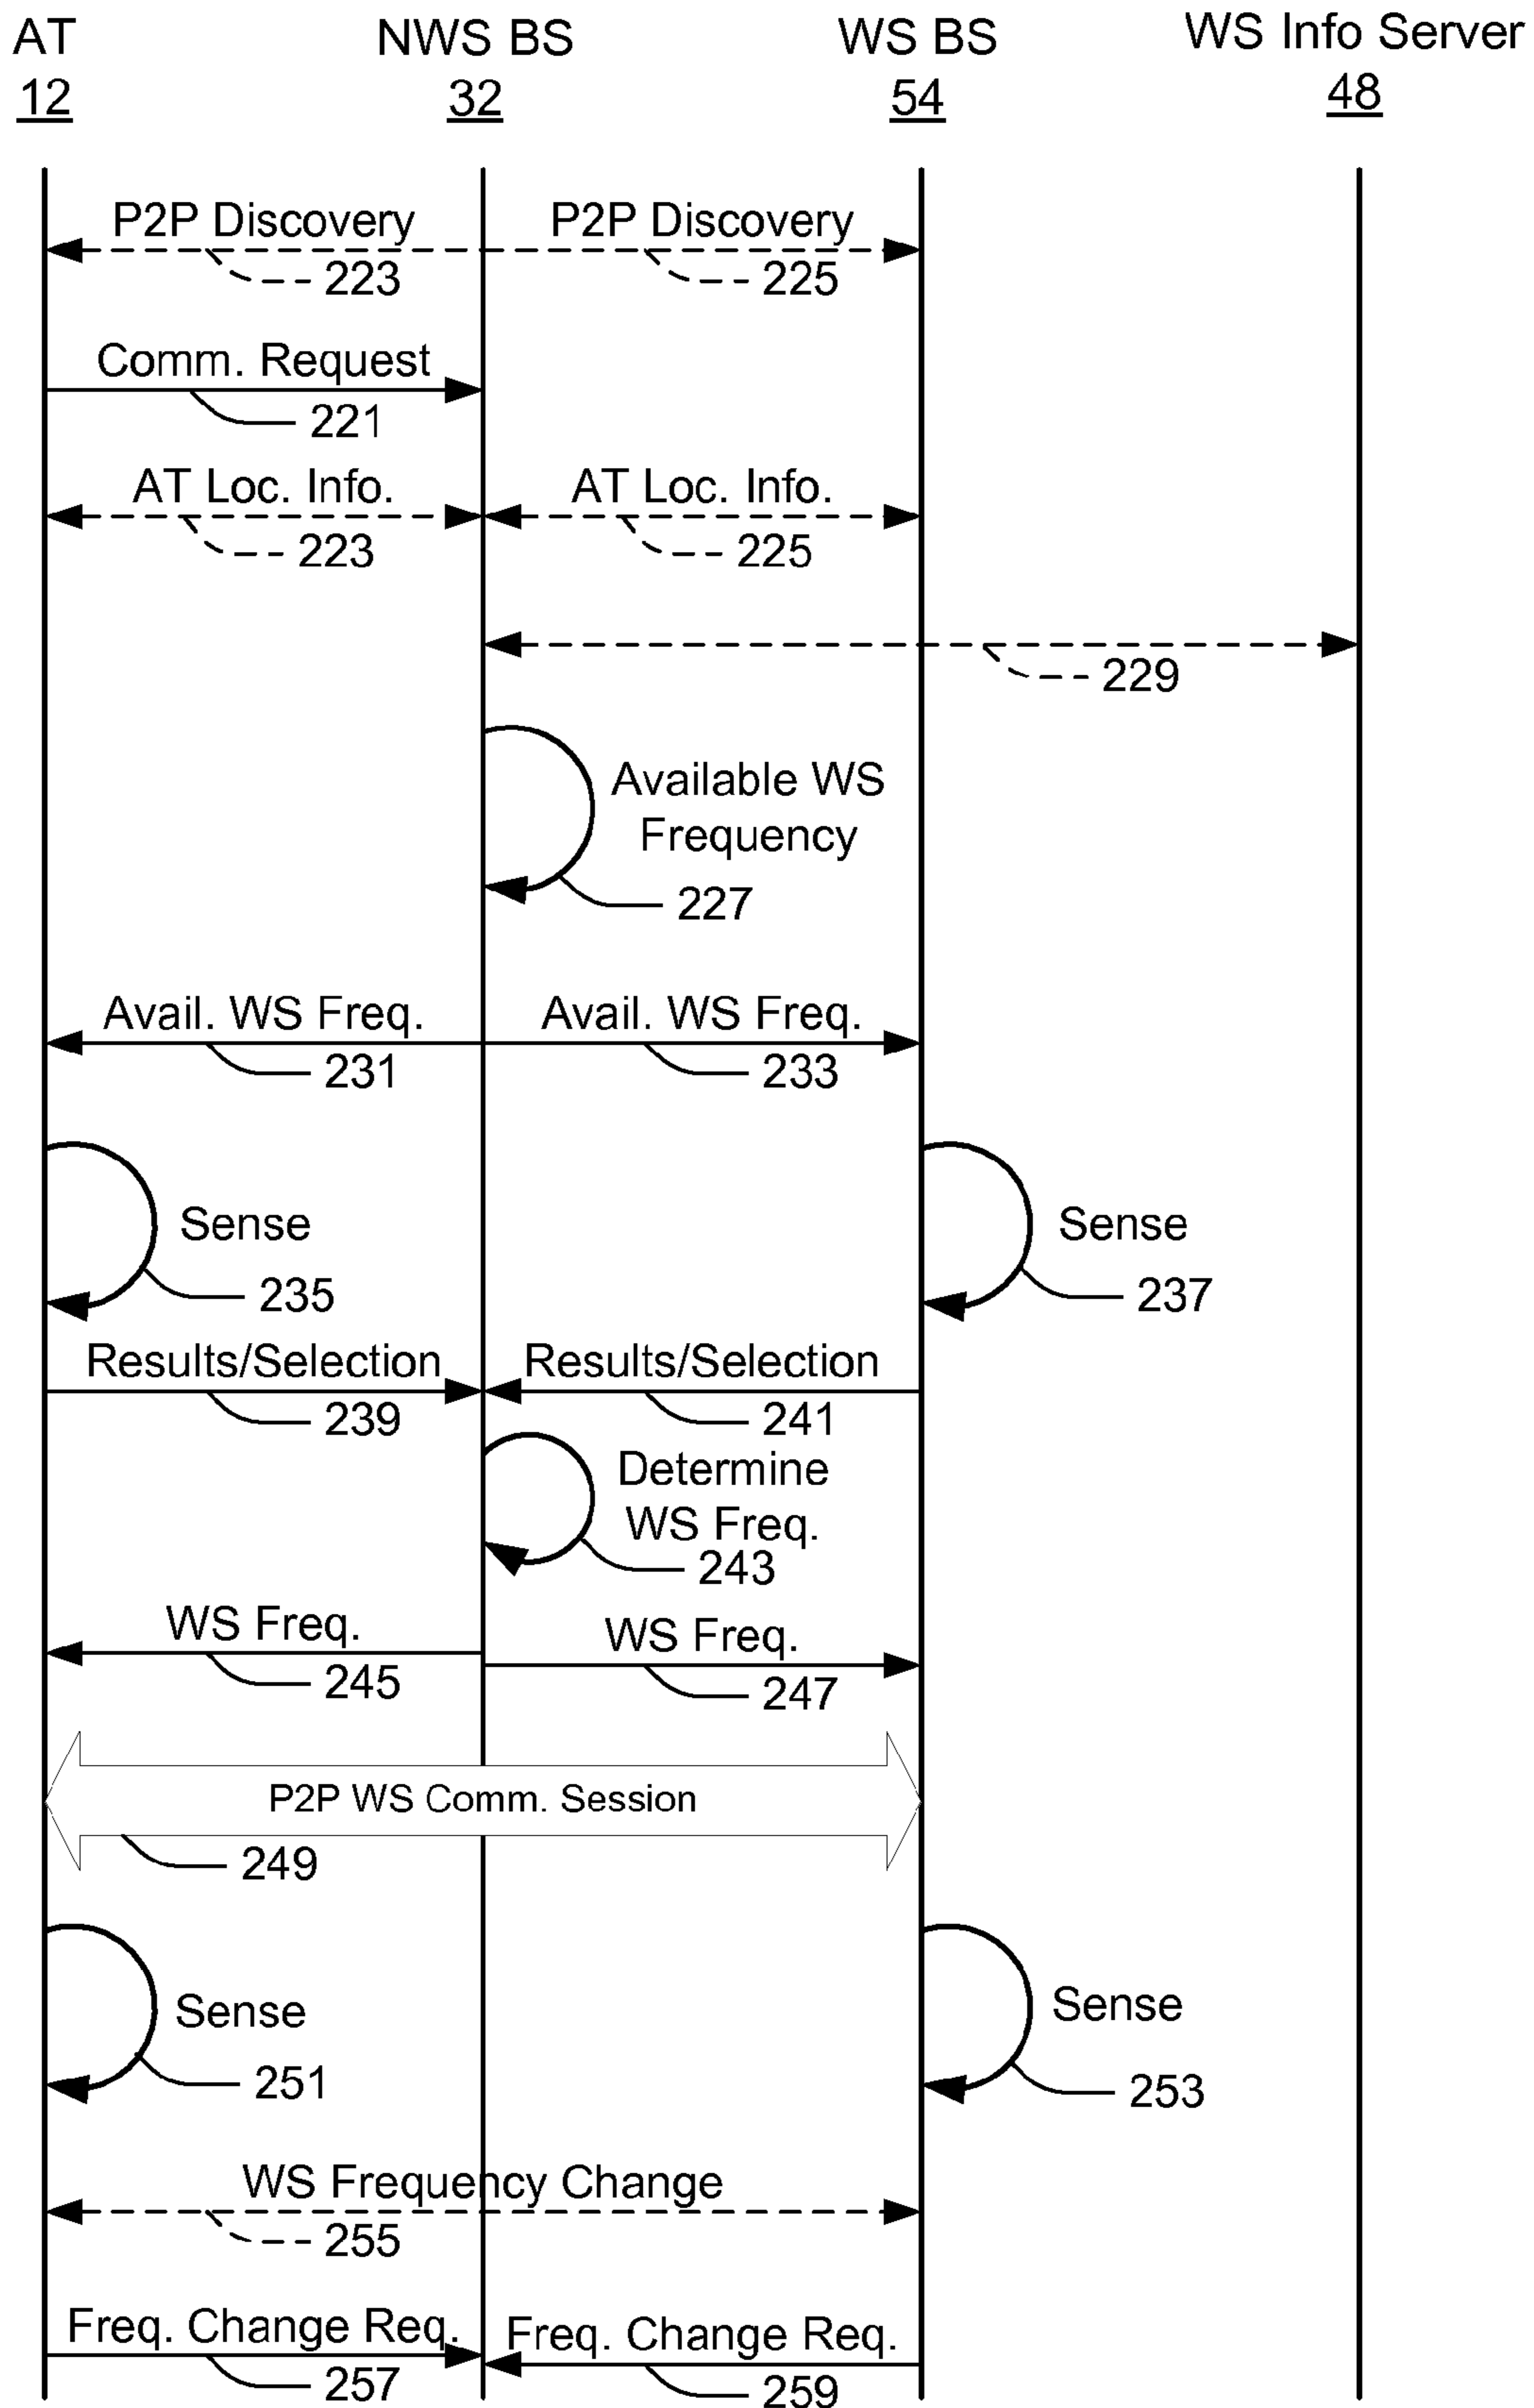 AT NWS BS WS BS WS Info Server
12 32 54 48
P2P Discovery P2P Discovery
223 225
Comm. Request
221
AT Loc. Info. AT Loc. Info.
223 225
229
Available WS
Frequency
227
Avail. WS Freq. Avail. WS Freq.
231 233
Sense Sense
235 237
Results/Selection Results/Selection
239 241
Determine
WS Freq.
243
WS Freq. WS Freq.
245 247
P2P WS Comm. Session
249
Sense Sense
251 253
WS Frequency Change
255
Freq. Change Req. Freq. Change Req.
257 259